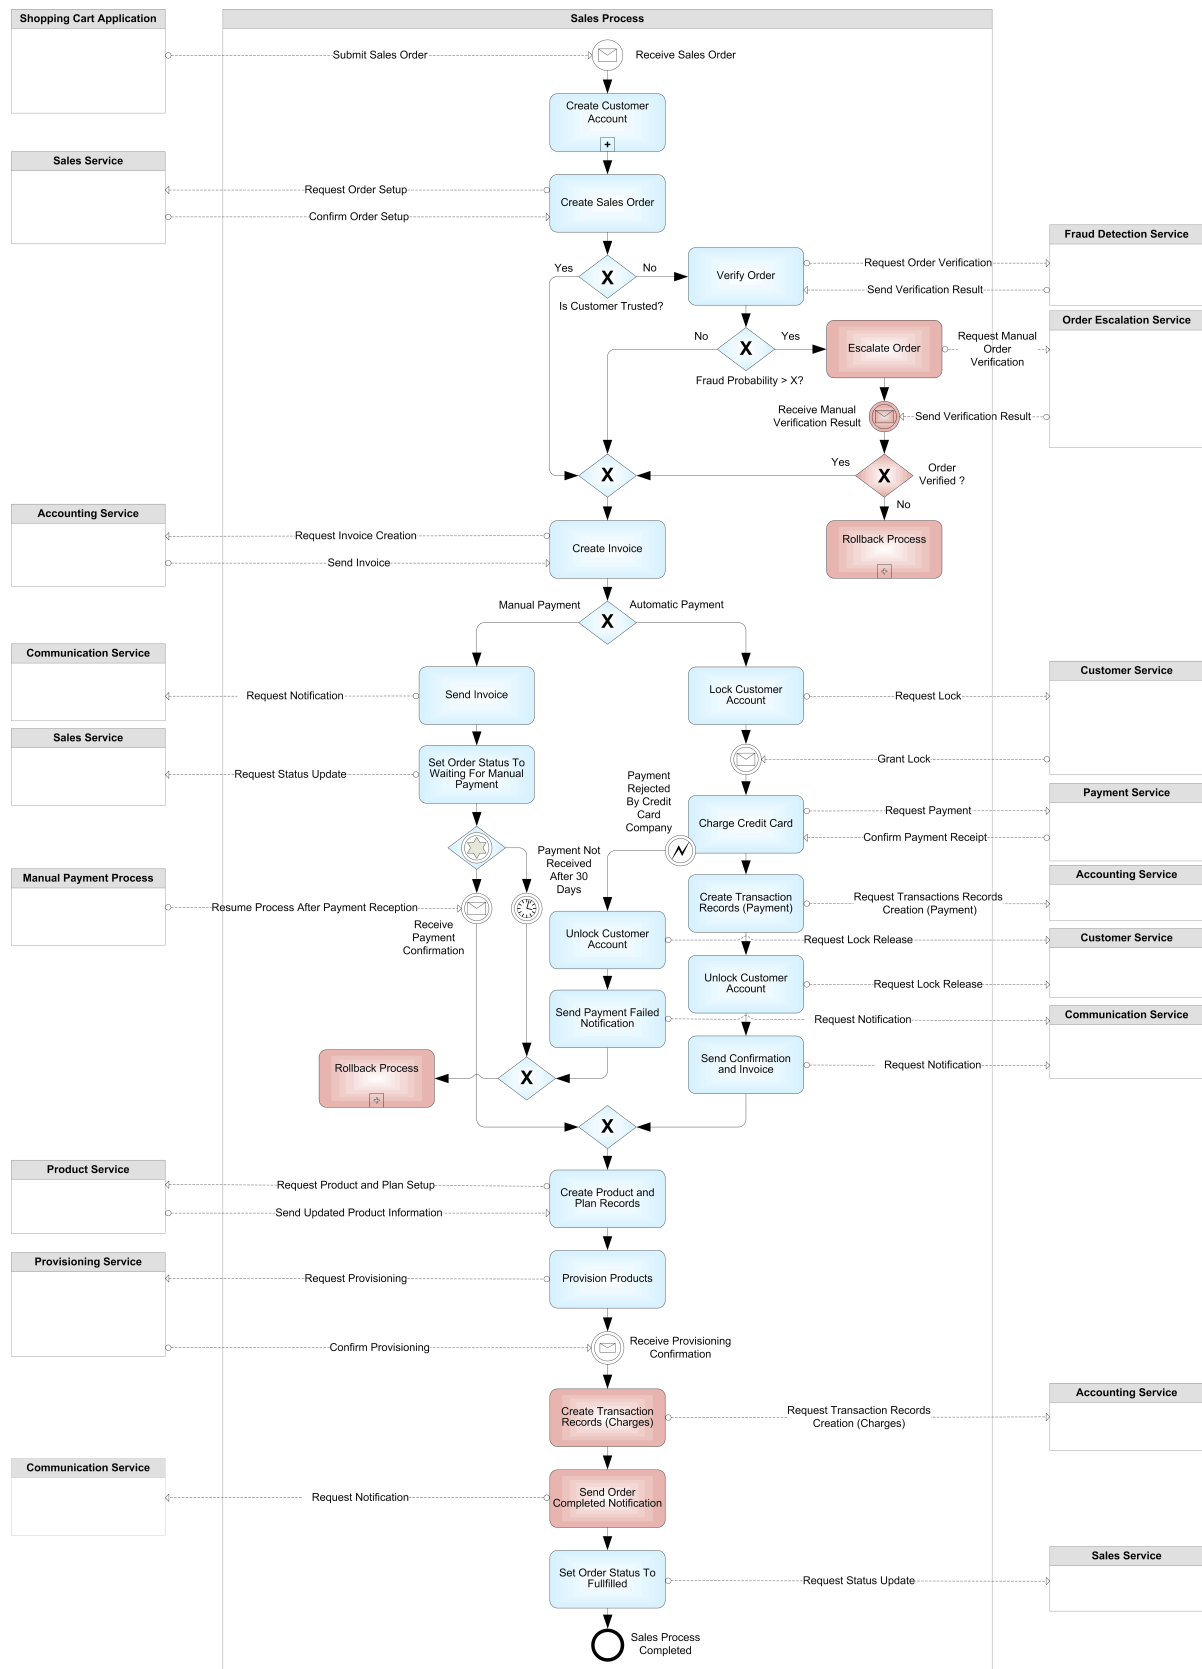 Shopping Cart Application
Sales Process
Submit Sales Order
Receive Sales Order
Create Customer
Account
Sales Service
Request Order Setup
Confirm Order Setup
Create Sales Order
Yes
X
No
Is Customer Trusted?
Verify Order
Request Order Verification
Send Verification Result
Fraud Detection Service
Order Escalation Service
No
X
Yes
Fraud Probability > X?
Escalate Order
Request Manual
Order
Verification
Receive Manual
Verification Result
Send Verification Result
X
Yes
X
Order
Verified ?
No
Accounting Service
Request Invoice Creation
Send Invoice
Create Invoice
Rollback Process
Manual Payment
X
Automatic Payment
Communication Service
Request Notification
Send Invoice
Lock Customer
Account
Request Lock
Customer Service
Sales Service
Request Status Update
Set Order Status To
Waiting For Manual
Payment
Grant Lock
Payment
Rejected
By Credit
Card
Company
Charge Credit Card
Request Payment
Confirm Payment Receipt
Payment Service
Payment Not
Received
After 30
Days
Manual Payment Process
Resume Process After Payment Reception
Receive
Payment
Confirmation
Create Transaction
Records (Payment)
Request Transactions Records
Creation (Payment)
Accounting Service
Unlock Customer
Account
Request Lock Release
Customer Service
Unlock Customer
Account
Request Lock Release
Send Payment Failed
Notification
Request Notification
Communication Service
Rollback Process
X
Send Confirmation
and Invoice
Request Notification
X
Product Service
Request Product and Plan Setup
Send Updated Product Information
Create Product and
Plan Records
Provisioning Service
Request Provisioning
Provision Products
Confirm Provisioning
Receive Provisioning
Confirmation
Create Transaction
Records (Charges)
Request Transaction Records
Creation (Charges)
Accounting Service
Communication Service
Request Notification
Send Order
Completed Notification
Set Order Status To
Fullfilled
Request Status Update
Sales Service
Sales Process
Completed